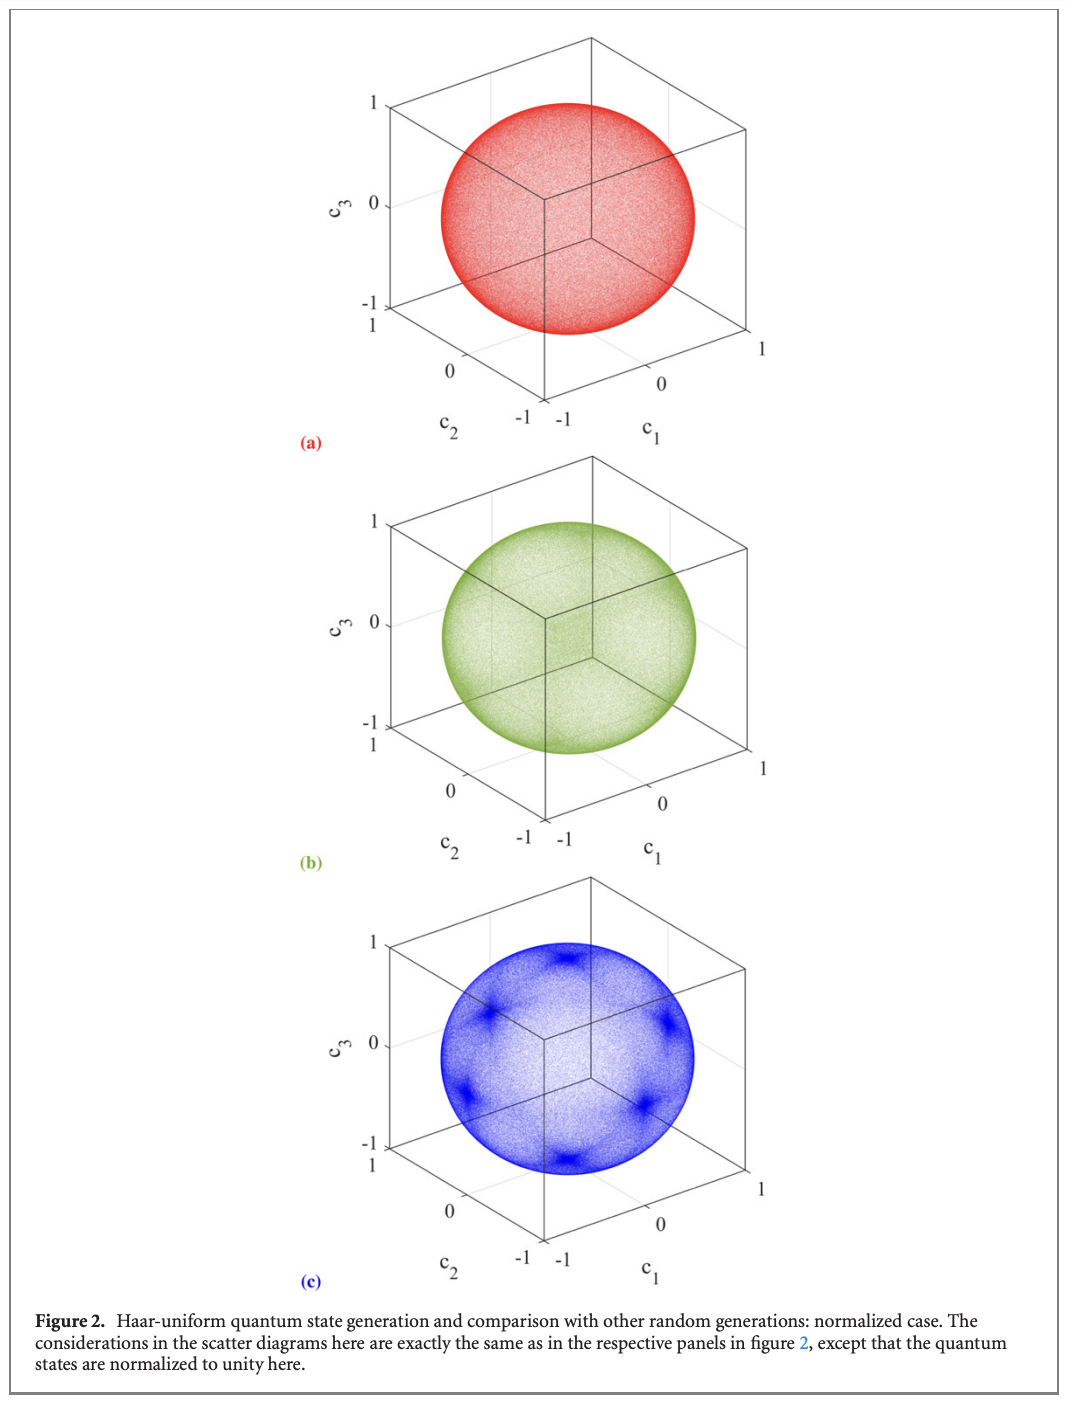 1
0
-1
c3
1
0
-1
c2
-1
0
1
c1
(a)
1
0
-1
c3
1
0
-1
c2
-1
0
1
c1
(b)
1
0
-1
c3
1
0
-1
c2
-1
0
1
c1
(c)
Figure 2. Haar-uniform quantum state generation and comparison with other random generations: normalized case. The
considerations in the scatter diagrams here are exactly the same as in the respective panels in figure 2, except that the quantum
states are normalized to unity here.